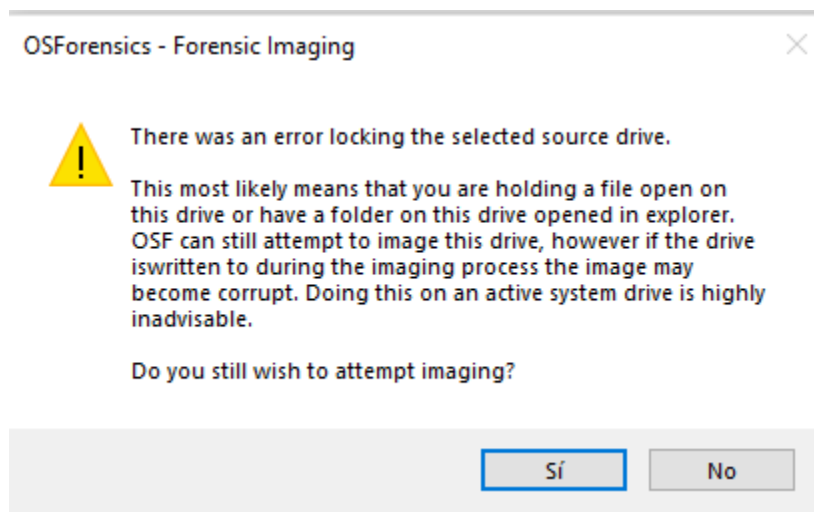 OSForensics - Forensic Imaging
There was an error locking the selected source drive.
This most likely means that you are holding a file open on
this drive or have a folder on this drive opened in explorer.
OSF can still attempt to image this drive, however if the drive
iswritten to during the imaging process the image may
become corrupt. Doing this on an active system drive is highly
inadvisable.
Do you still wish to attempt imaging?
Sí
No